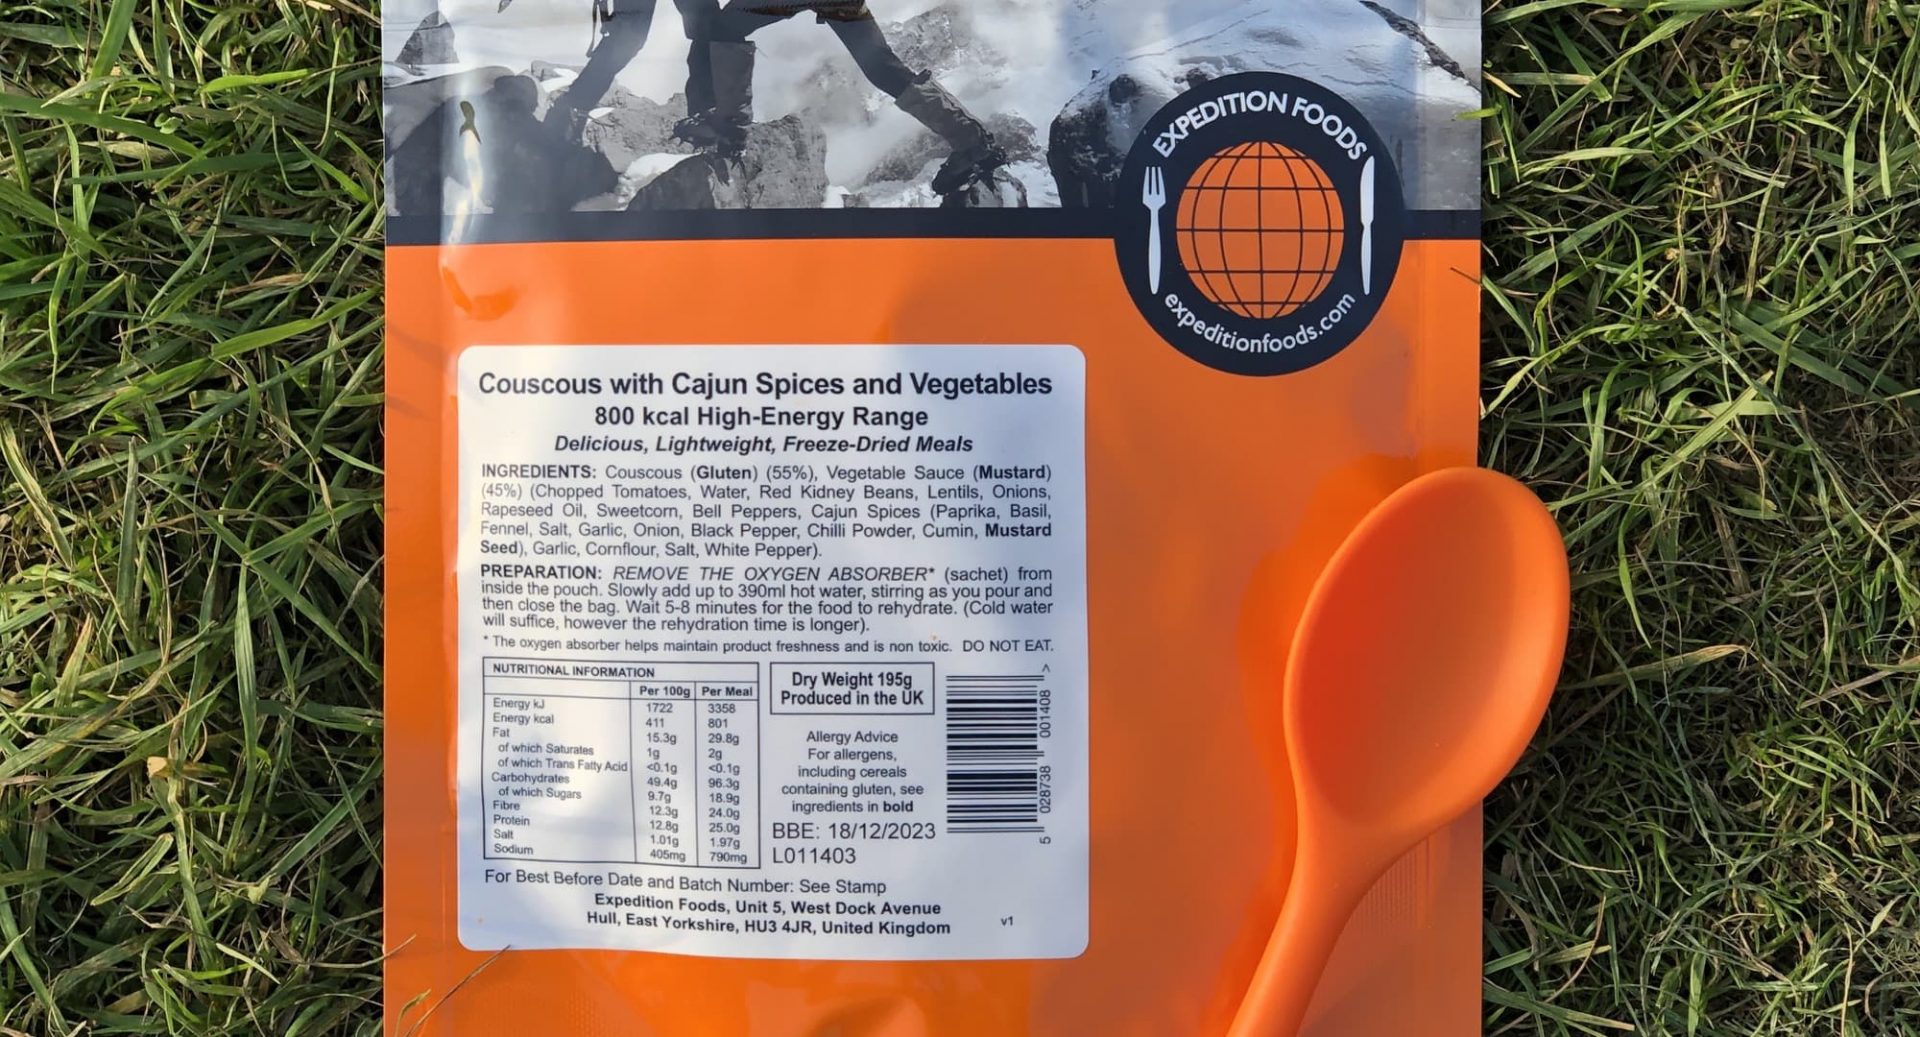 EXPEDITION FOODS
expeditionfoods.com
Couscous with Cajun Spices and Vegetables
800 kcal High-Energy Range
Delicious, Lightweight, Freeze-Dried Meals
INGREDIENTS: Couscous (Gluten) (55%), Vegetable Sauce (Mustard)
(45%) (Chopped Tomatoes, Water, Red Kidney Beans, Lentils, Onions,
Rapeseed Oil, Sweetcorn, Bell Peppers, Cajun Spices (Paprika, Basil,
Fennel, Salt, Garlic, Onion, Black Pepper, Chilli Powder, Cumin, Mustard
Seed), Garlic, Cornflour, Salt, White Pepper).
PREPARATION: REMOVE THE OXYGEN ABSORBER* (sachet) from
inside the pouch. Slowly add up to 390ml hot water, stirring as you pour and
then close the bag. Wait 5-8 minutes for the food to rehydrate. (Cold water
will suffice, however the rehydration time is longer).
* The oxygen absorber helps maintain product freshness and is non toxic. DO NOT EAT.
NUTRITIONAL INFORMATION
Per 100g Per Meal
Energy kJ 1722 3358
Energy kcal 411 801
Fat 15.3g 29.8g
of which Saturates 1g 2g
of which Trans Fatty Acid <0.1g <0.1g
Carbohydrates 49.4g 96.3g
of which Sugars 9.7g 18.9g
Fibre 12.3g 24.0g
Protein 12.8g 25.0g
Salt 1.01g 1.97g
Sodium 405mg 790mg
Dry Weight 195g
Produced in the UK
Allergy Advice
For allergens,
including cereals
containing gluten, see
ingredients in bold
BBE: 18/12/2023
L011403
5 028738 001408 >
For Best Before Date and Batch Number: See Stamp
Expedition Foods, Unit 5, West Dock Avenue
Hull, East Yorkshire, HU3 4JR, United Kingdom
v1